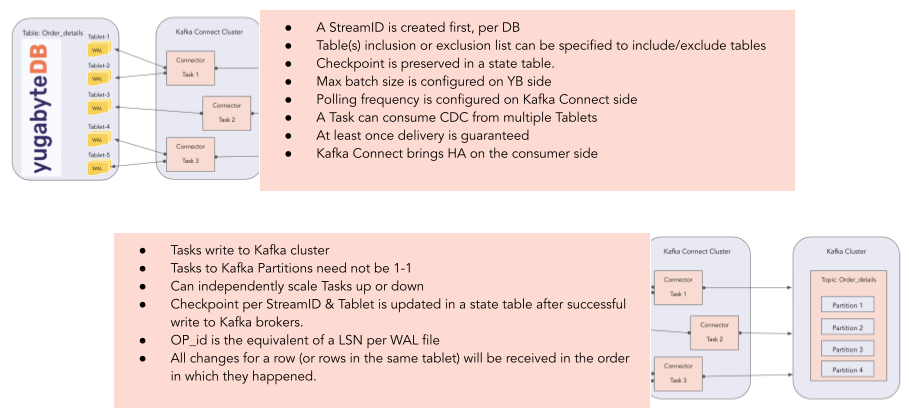 Table: Order_details
yugabyteDB
Tablet-1
WAL
Tablet-2
WAL
Tablet-3
WAL
Tablet-4
WAL
Tablet-5
WAL
Kafka Connect Cluster
Connector
Task 1
Connector
Task 2
Connector
Task 3
● A StreamID is created first, per DB
● Table(s) inclusion or exclusion list can be specified to include/exclude tables
● Checkpoint is preserved in a state table.
● Max batch size is configured on YB side
● Polling frequency is configured on Kafka Connect side
● A Task can consume CDC from multiple Tablets
● At least once delivery is guaranteed
● Kafka Connect brings HA on the consumer side
● Tasks write to Kafka cluster
● Tasks to Kafka Partitions need not be 1-1
● Can independently scale Tasks up or down
● Checkpoint per StreamID & Tablet is updated in a state table after successful
write to Kafka brokers.
● OP_id is the equivalent of a LSN per WAL file
● All changes for a row (or rows in the same tablet) will be received in the order
in which they happened.
Kafka Connect Cluster
Connector
Task 1
Connector
Task 2
Connector
Task 3
Kafka Cluster
Topic: Order_details
Partition 1
Partition 2
Partition 3
Partition 4